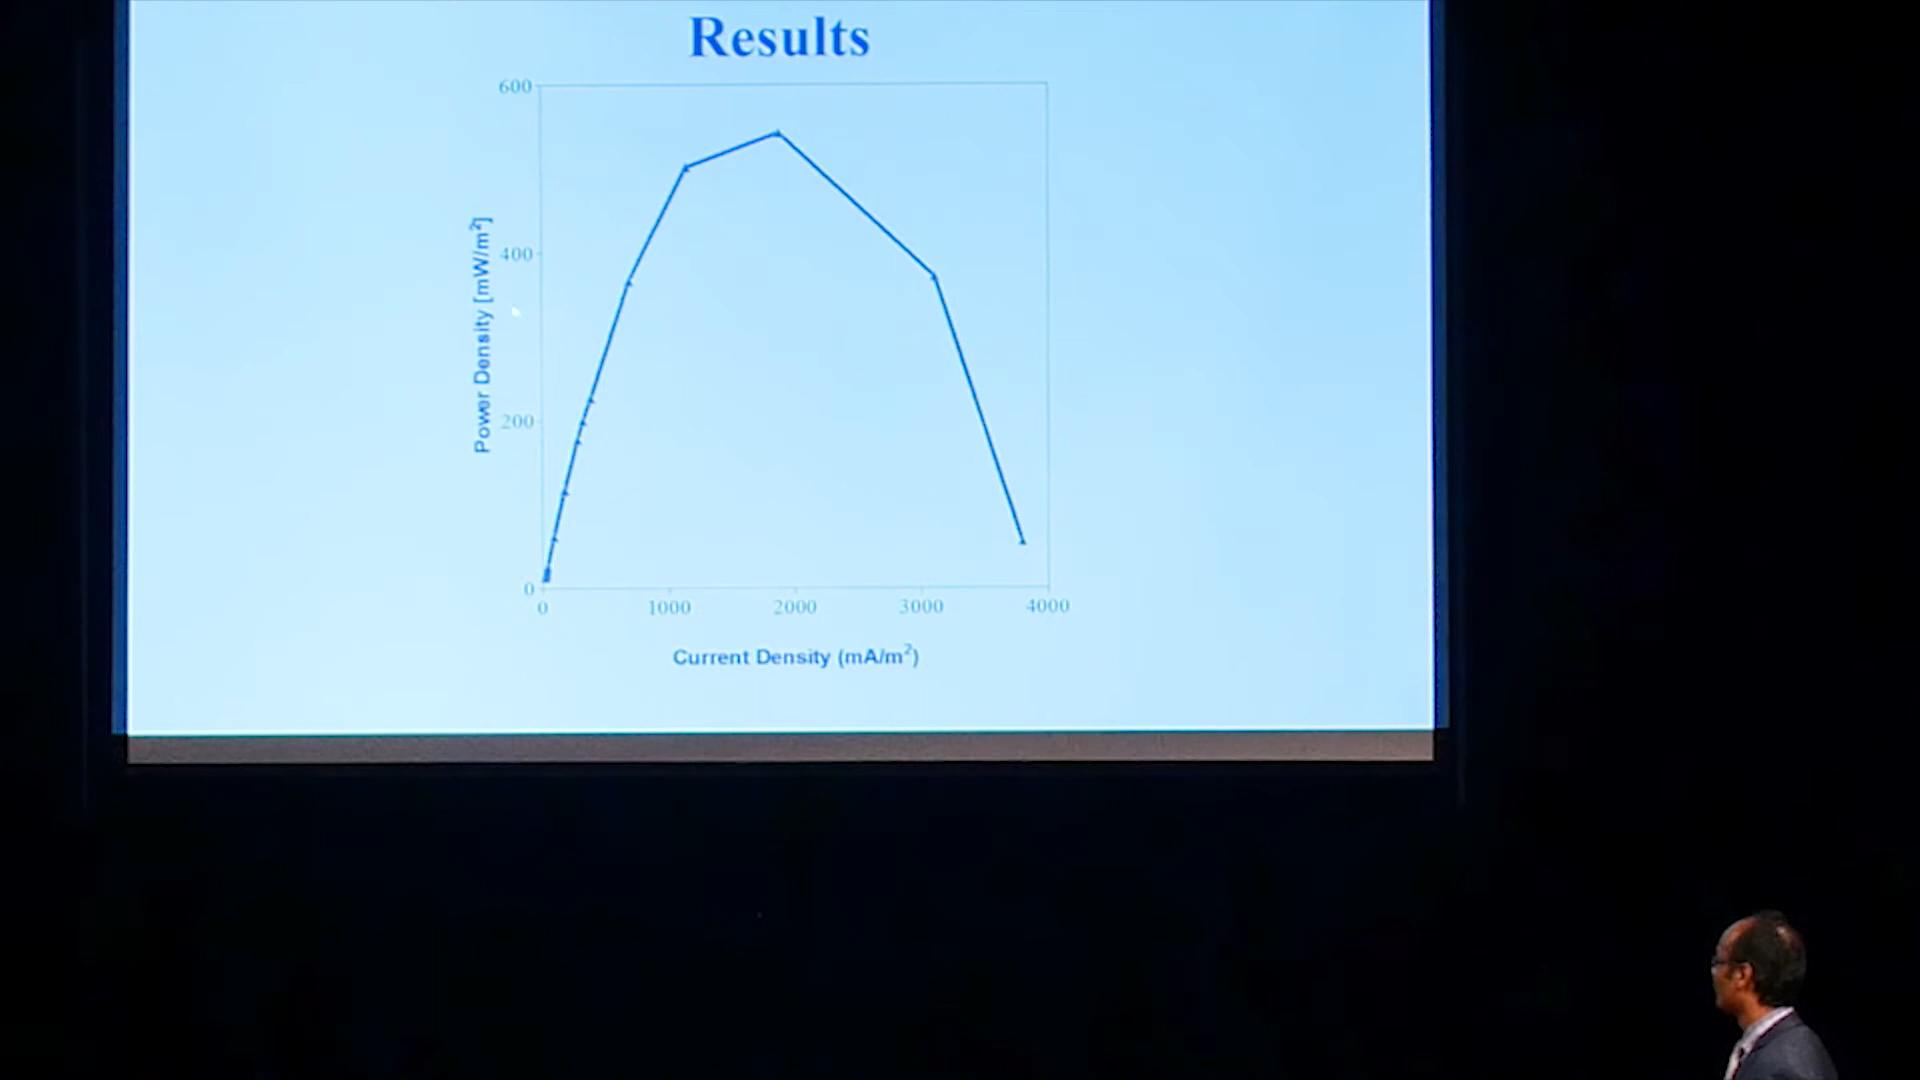 Results
600
400
200
0
Power Density [mW/m²]
0 1000 2000 3000 4000
Current Density (mA/m²)